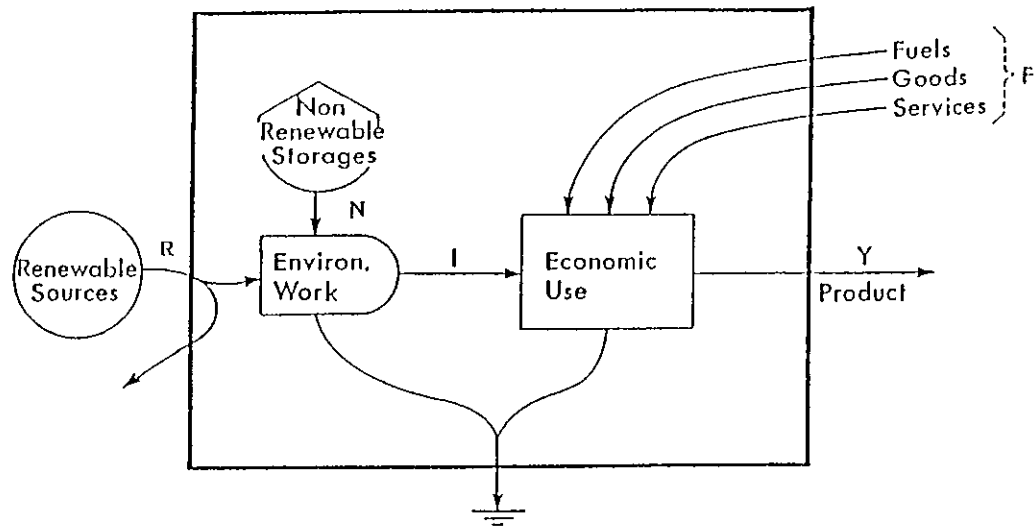 Fuels
Goods
Services
F
Non
Renewable
Storages
N
R
Renewable
Sources
Environ.
Work
I
Economic
Use
Y
Product